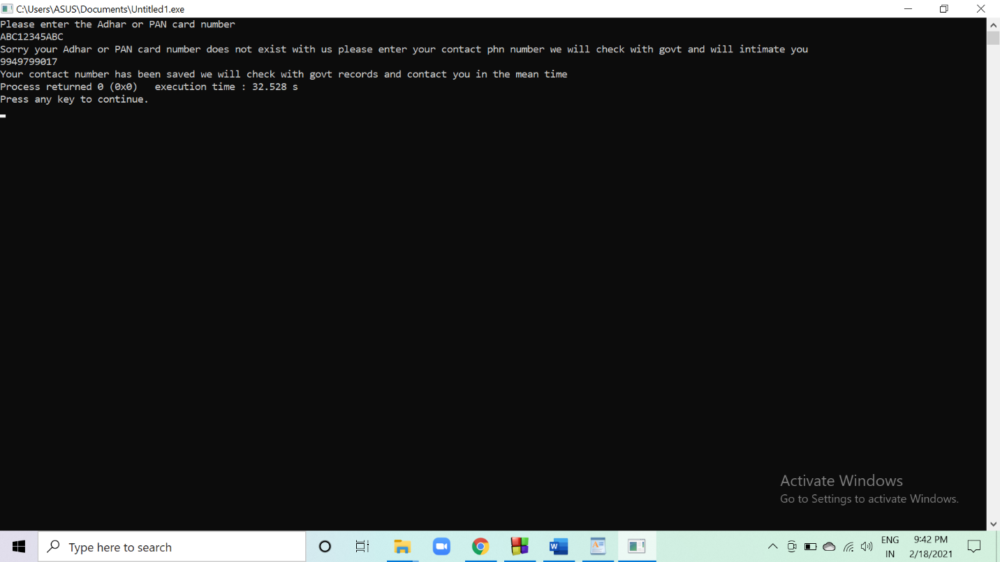 C:\Users\ASUS\Documents\Untitled1.exe
Please enter the Adhar or PAN card number
ABC12345ABC
Sorry your Adhar or PAN card number does not exist with us please enter your contact phn number we will check with govt and will intimate you
9949799017
Your contact number has been saved we will check with govt records and contact you in the mean time
Process returned 0 (0x0)   execution time : 32.528 s
Press any key to continue.
Activate Windows
Go to Settings to activate Windows.
Type here to search
ENG
IN
9:42 PM
2/18/2021